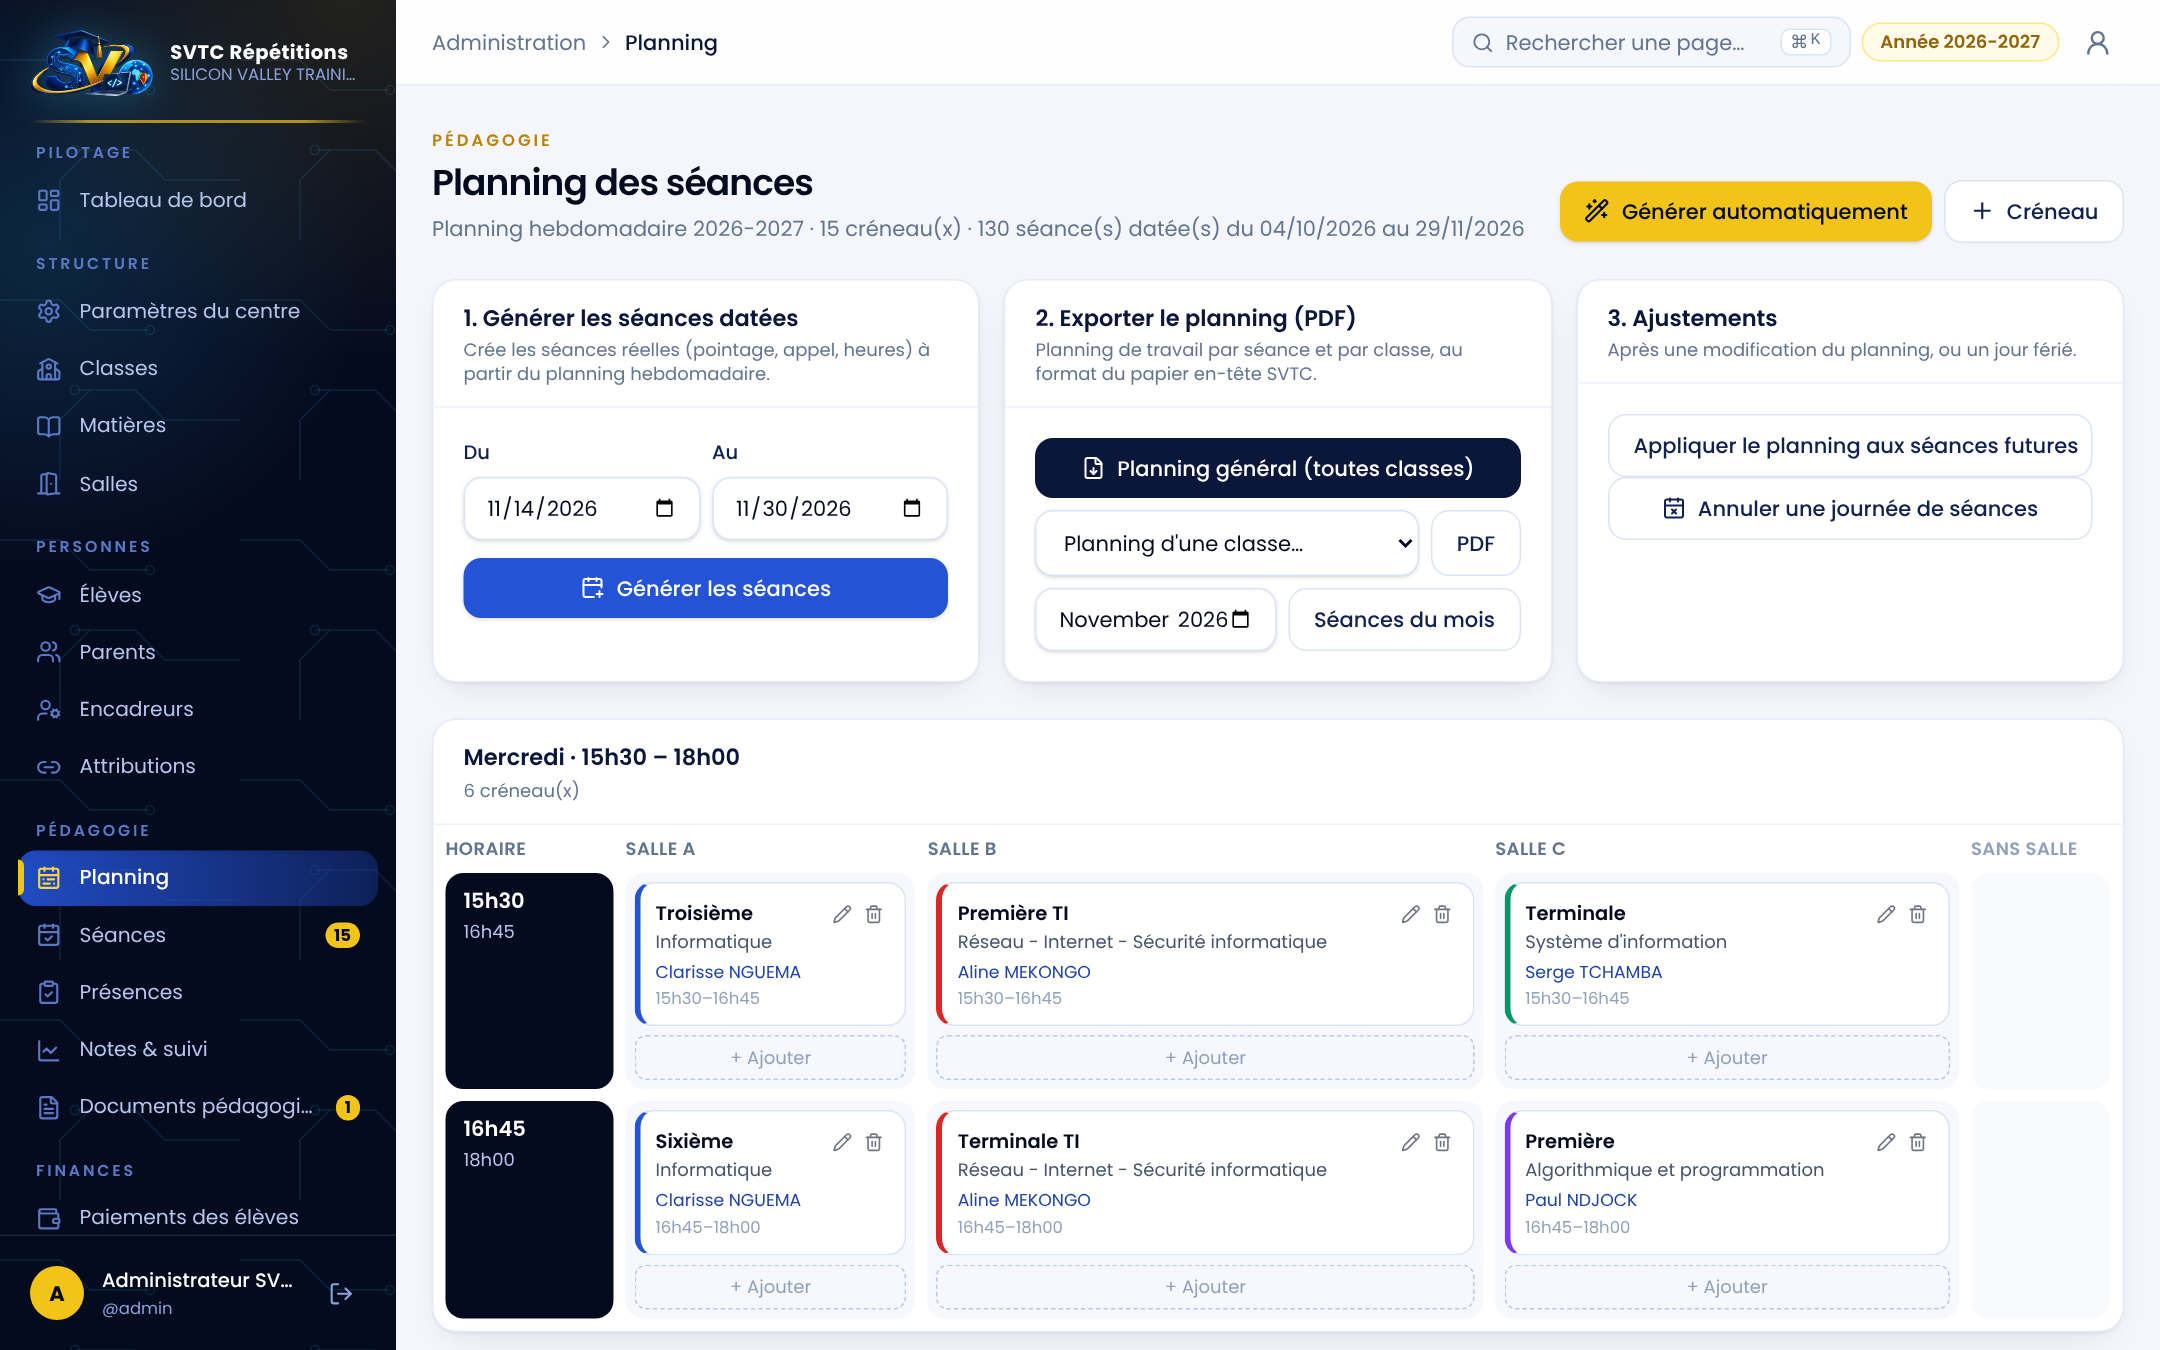 SVTC Répétitions
SILICON VALLEY TRAINI...
PILOTAGE
Tableau de bord
STRUCTURE
Paramètres du centre
Classes
Matières
Salles
PERSONNES
Élèves
Parents
Encadreurs
Attributions
PÉDAGOGIE
Planning
Séances
15
Présences
Notes & suivi
Documents pédagogi...
1
FINANCES
Paiements des élèves
A
Administrateur SV...
@admin
Administration > Planning
Rechercher une page...
⌘ K
Année 2026-2027
PÉDAGOGIE
Planning des séances
Planning hebdomadaire 2026-2027 · 15 créneau(x) · 130 séance(s) datée(s) du 04/10/2026 au 29/11/2026
Générer automatiquement
+ Créneau
1. Générer les séances datées
Crée les séances réelles (pointage, appel, heures) à
partir du planning hebdomadaire.
Du
Au
11/14/2026
11/30/2026
Générer les séances
2. Exporter le planning (PDF)
Planning de travail par séance et par classe, au
format du papier en-tête SVTC.
Planning général (toutes classes)
Planning d'une classe...
PDF
November 2026
Séances du mois
3. Ajustements
Après une modification du planning, ou un jour férié.
Appliquer le planning aux séances futures
Annuler une journée de séances
Mercredi · 15h30 – 18h00
6 créneau(x)
HORAIRE
SALLE A
SALLE B
SALLE C
SANS SALLE
15h30
16h45
Troisième
Informatique
Clarisse NGUEMA
15h30–16h45
+ Ajouter
Première TI
Réseau - Internet - Sécurité informatique
Aline MEKONGO
15h30–16h45
+ Ajouter
Terminale
Système d'information
Serge TCHAMBA
15h30–16h45
+ Ajouter
16h45
18h00
Sixième
Informatique
Clarisse NGUEMA
16h45–18h00
+ Ajouter
Terminale TI
Réseau - Internet - Sécurité informatique
Aline MEKONGO
16h45–18h00
+ Ajouter
Première
Algorithmique et programmation
Paul NDJOCK
16h45–18h00
+ Ajouter